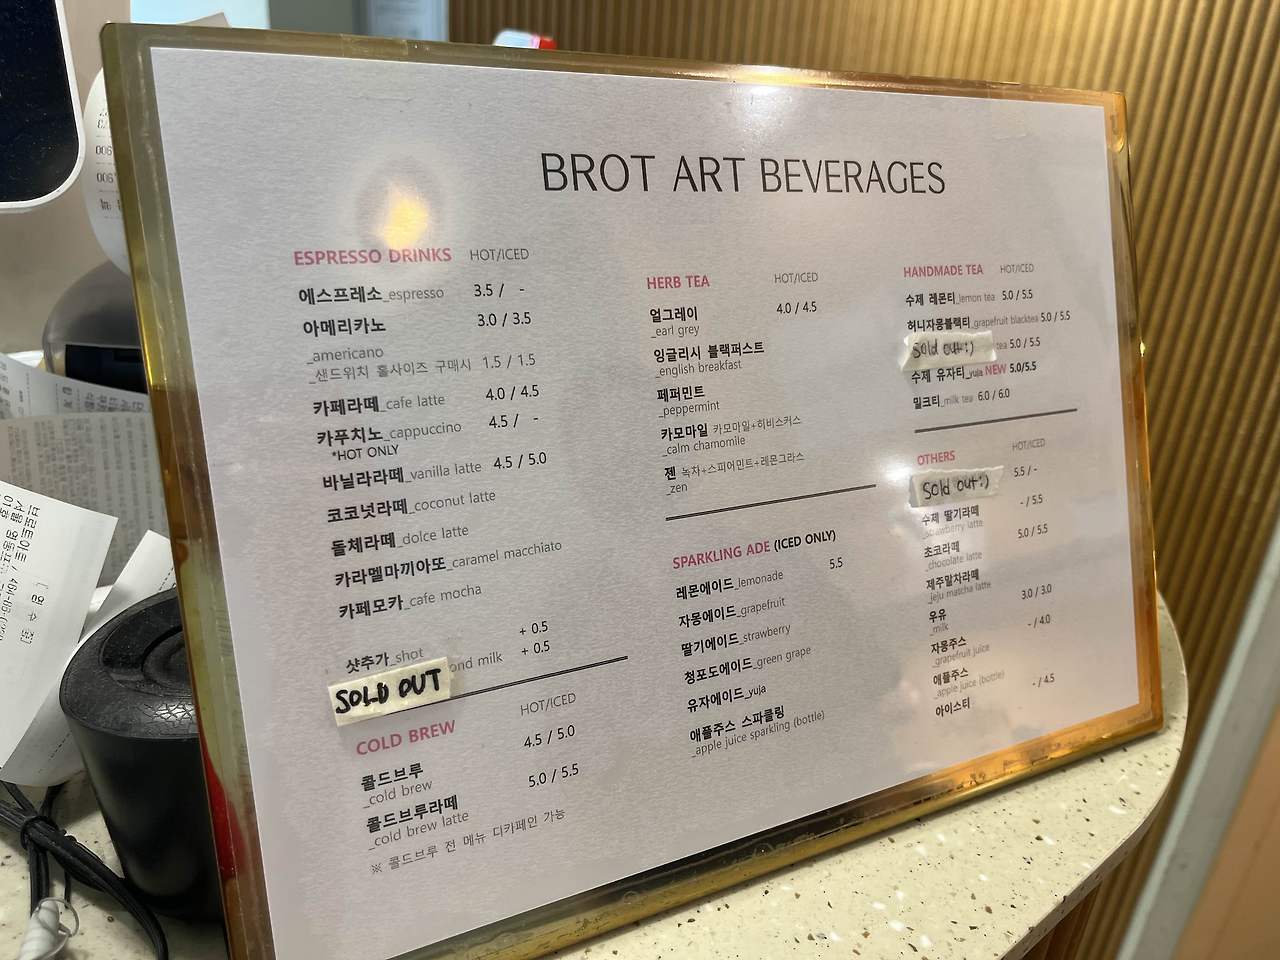 BROT ART BEVERAGES
ESPRESSO DRINKS HOT/ICED
에스프레소_espresso 3.5 / -
아메리카노 3.0 / 3.5
_americano
_샌드위치 홀사이즈 구매시 1.5 / 1.5
카페라떼_cafe latte 4.0 / 4.5
카푸치노_cappuccino 4.5 / -
*HOT ONLY
바닐라라떼_vanilla latte 4.5 / 5.0
코코넛라떼_coconut latte
돌체라떼_dolce latte
카라멜마끼아또_caramel macchiato
카페모카_cafe mocha
샷추가_shot + 0.5
SOLD OUT ond milk + 0.5
COLD BREW HOT/ICED
콜드브루 4.5 / 5.0
_cold brew
콜드브루라떼 5.0 / 5.5
_cold brew latte
※ 콜드브루 전 메뉴 디카페인 가능
HERB TEA HOT/ICED
얼그레이 4.0 / 4.5
_earl grey
잉글리시 블랙퍼스트
_english breakfast
페퍼민트
_peppermint
카모마일 카모마일+히비스커스
_calm chamomlie
젠 녹차+스피어민트+레몬그라스
_zen
SPARKLING ADE (ICED ONLY)
레몬에이드_lemonade 5.5
자몽에이드_grapefruit
딸기에이드_strawberry
청포도에이드_green grape
유자에이드_yuja
애플주스 스파클링
_apple juice sparkling (bottle)
HANDMADE TEA HOT/ICED
수제 레몬티_lemon tea 5.0 / 5.5
허니자몽블랙티_grapefruit blacktea 5.0 / 5.5
Sold out:) tea 5.0 / 5.5
수제 유자티_yuja NEW 5.0/5.5
밀크티_milk tea 6.0 / 6.0
OTHERS HOT/ICED
Sold out:) 5.5 / -
수제 딸기라떼 - / 5.5
_strawberry latte
초코라떼 5.0 / 5.5
_chocolate latte
제주말차라떼
_jeju matcha latte
우유 3.0 / 3.0
_milk
자몽주스 - / 4.0
_grapefruit juice
애플주스
_apple juice (bottle)
아이스티 - / 4.5